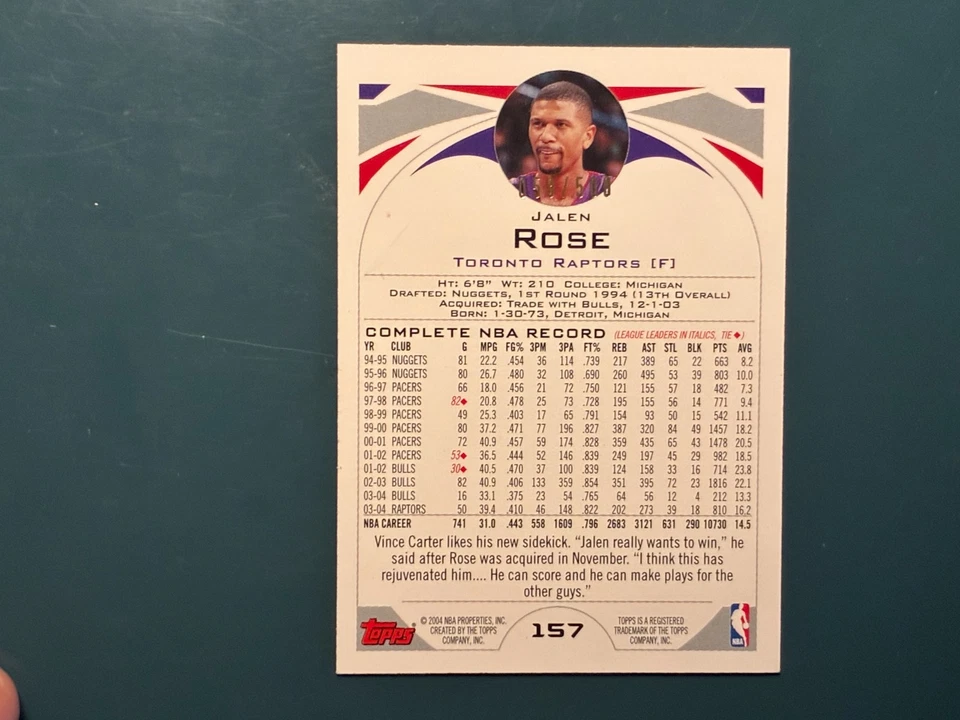 JALEN
ROSE
TORONTO RAPTORS [F]
HT: 6'8" WT: 210 COLLEGE: MICHIGAN
DRAFTED: NUGGETS, 1ST ROUND 1994 (13TH OVERALL)
ACQUIRED: TRADE WITH BULLS, 12-1-03
BORN: 1-30-73, DETROIT, MICHIGAN
COMPLETE NBA RECORD (LEAGUE LEADERS IN ITALICS, TIE ◆)
YR CLUB G MPG FG% 3PM 3PA FT% REB AST STL BLK PTS AVG
94-95 NUGGETS 81 22.2 .454 36 114 .739 217 389 65 22 663 8.2
95-96 NUGGETS 80 26.7 .480 32 108 .690 260 495 53 39 803 10.0
96-97 PACERS 66 18.0 .456 21 72 .750 121 155 57 18 482 7.3
97-98 PACERS 82◆ 20.8 .478 25 73 .728 195 155 56 14 771 9.4
98-99 PACERS 49 25.3 .403 17 65 .791 154 93 50 15 542 11.1
99-00 PACERS 80 37.2 .471 77 196 .827 387 320 84 49 1457 18.2
00-01 PACERS 72 40.9 .457 59 174 .828 359 435 65 43 1478 20.5
01-02 PACERS 53◆ 36.5 .444 52 146 .839 249 197 45 29 982 18.5
01-02 BULLS 30◆ 40.5 .470 37 100 .839 124 158 33 16 714 23.8
02-03 BULLS 82 40.9 .406 133 359 .854 351 395 72 23 1816 22.1
03-04 BULLS 16 33.1 .375 23 54 .765 64 56 12 4 212 13.3
03-04 RAPTORS 50 39.4 .410 46 148 .822 202 273 39 18 810 16.2
NBA CAREER 741 31.0 .443 558 1609 .796 2683 3121 631 290 10730 14.5
Vince Carter likes his new sidekick. "Jalen really wants to win," he
said after Rose was acquired in November. "I think this has
rejuvenated him.... He can score and he can make plays for the
other guys."
topps®
© 2004 NBA PROPERTIES, INC.
CREATED BY THE TOPPS
COMPANY, INC.
157
TOPPS IS A REGISTERED
TRADEMARK OF THE TOPPS
COMPANY, INC.
NBA